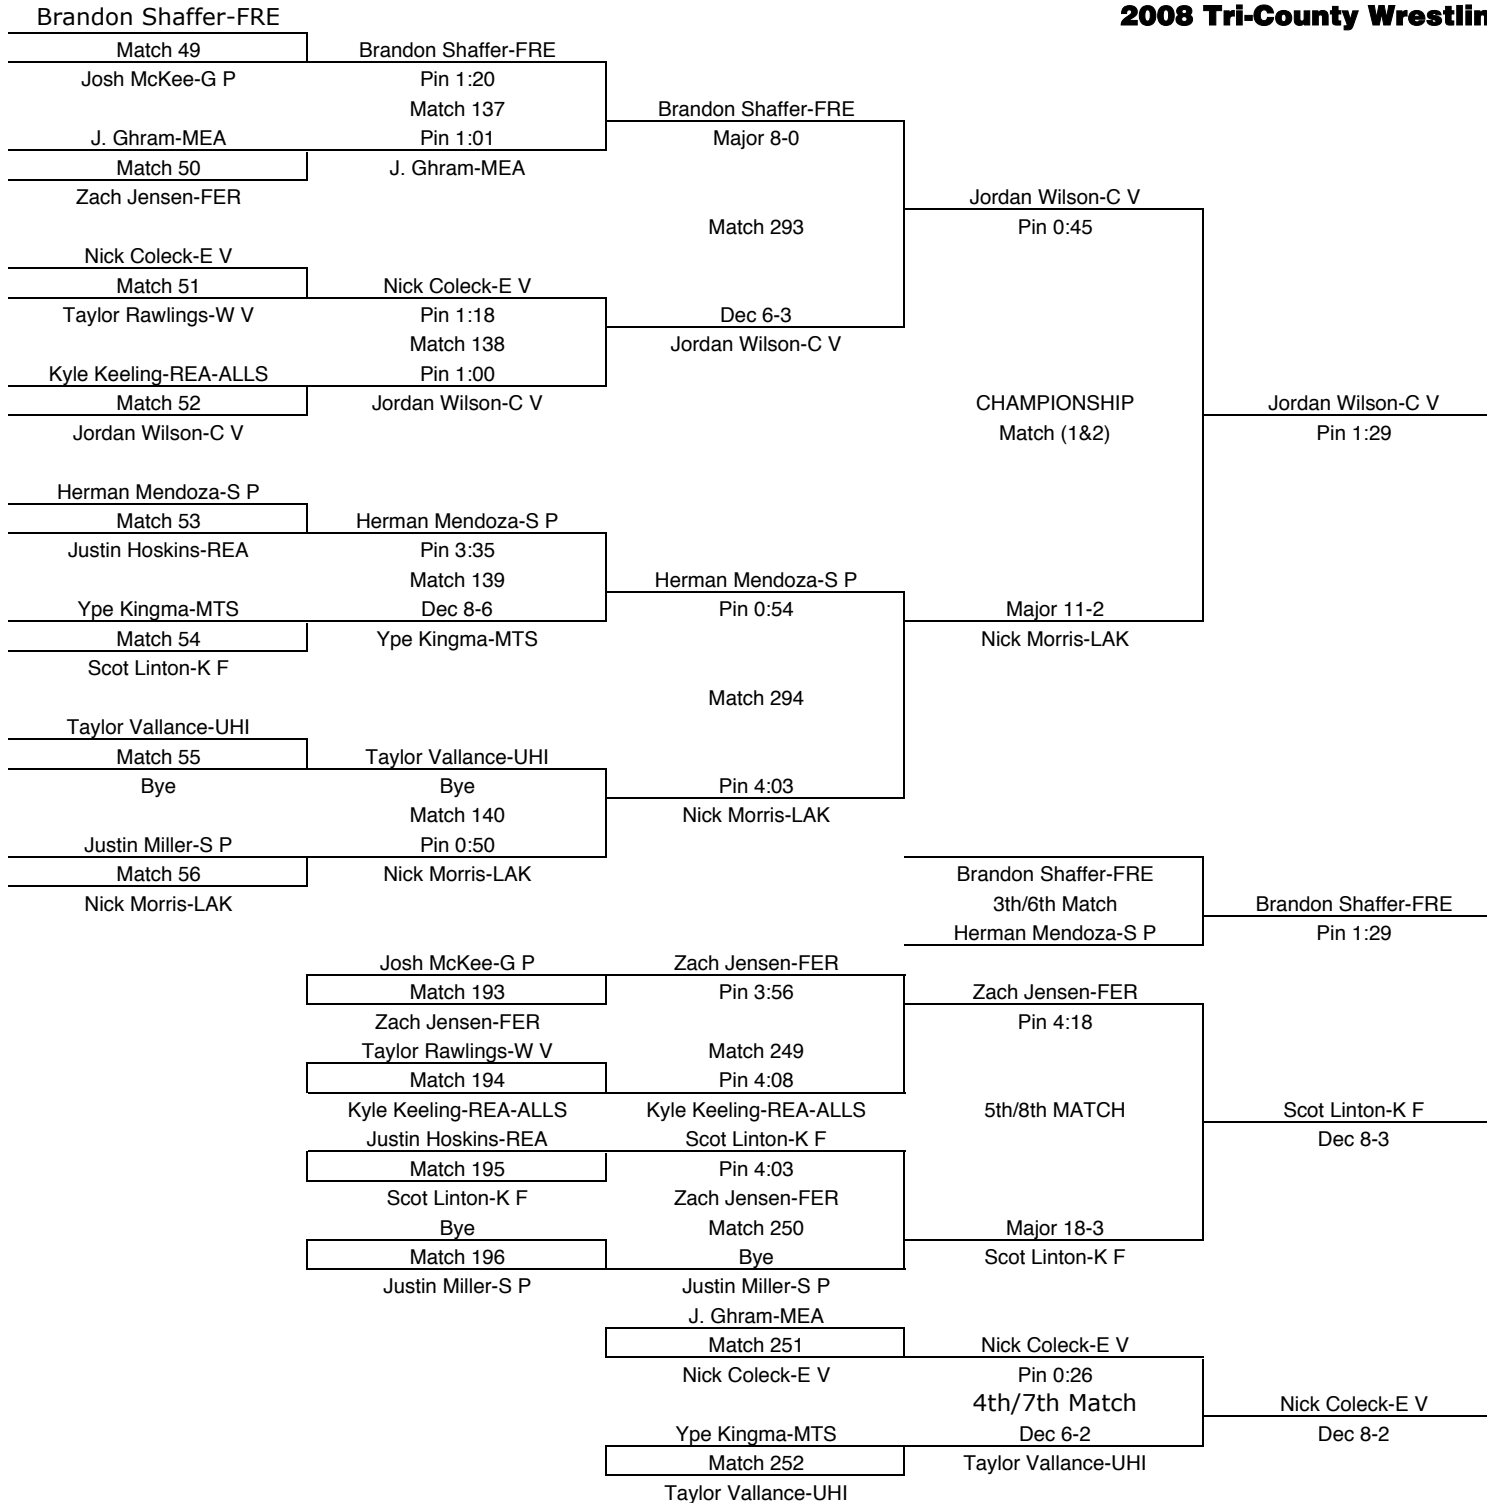 Brandon Shaffer-FRE
2008 Tri-County Wrestlin
Match 49
Brandon Shaffer-FRE
Josh McKee-G P
Pin 1:20
Match 137
Brandon Shaffer-FRE
J. Ghram-MEA
Pin 1:01
Major 8-0
Match 50
J. Ghram-MEA
Zach Jensen-FER
Jordan Wilson-C V
Match 293
Pin 0:45
Nick Coleck-E V
Match 51
Nick Coleck-E V
Taylor Rawlings-W V
Pin 1:18
Dec 6-3
Match 138
Jordan Wilson-C V
Kyle Keeling-REA-ALLS
Pin 1:00
Match 52
Jordan Wilson-C V
CHAMPIONSHIP
Jordan Wilson-C V
Jordan Wilson-C V
Match (1&2)
Pin 1:29
Herman Mendoza-S P
Match 53
Herman Mendoza-S P
Justin Hoskins-REA
Pin 3:35
Match 139
Herman Mendoza-S P
Ype Kingma-MTS
Dec 8-6
Pin 0:54
Major 11-2
Match 54
Ype Kingma-MTS
Nick Morris-LAK
Scot Linton-K F
Match 294
Taylor Vallance-UHI
Match 55
Taylor Vallance-UHI
Bye
Bye
Pin 4:03
Match 140
Nick Morris-LAK
Justin Miller-S P
Pin 0:50
Match 56
Nick Morris-LAK
Brandon Shaffer-FRE
Nick Morris-LAK
3th/6th Match
Brandon Shaffer-FRE
Herman Mendoza-S P
Pin 1:29
Josh McKee-G P
Zach Jensen-FER
Match 193
Pin 3:56
Zach Jensen-FER
Zach Jensen-FER
Pin 4:18
Taylor Rawlings-W V
Match 249
Match 194
Pin 4:08
Kyle Keeling-REA-ALLS
Kyle Keeling-REA-ALLS
5th/8th MATCH
Scot Linton-K F
Justin Hoskins-REA
Scot Linton-K F
Dec 8-3
Match 195
Pin 4:03
Scot Linton-K F
Zach Jensen-FER
Bye
Match 250
Major 18-3
Match 196
Bye
Scot Linton-K F
Justin Miller-S P
Justin Miller-S P
J. Ghram-MEA
Match 251
Nick Coleck-E V
Nick Coleck-E V
Pin 0:26
4th/7th Match
Nick Coleck-E V
Ype Kingma-MTS
Dec 6-2
Dec 8-2
Match 252
Taylor Vallance-UHI
Taylor Vallance-UHI